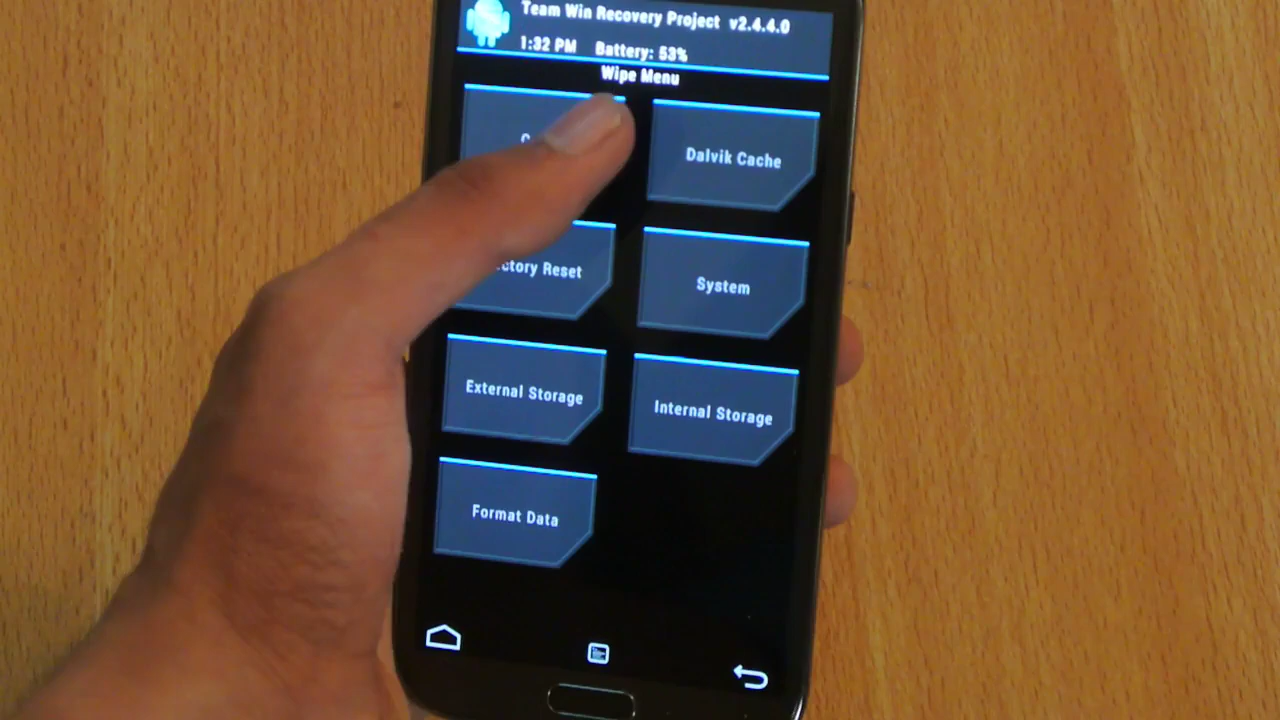 Team Win Recovery Project v2.4.4.0
1:32 PM Battery: 53%
Wipe Menu
Dalvik Cache
Reset
System
External Storage
Internal Storage
Format Data